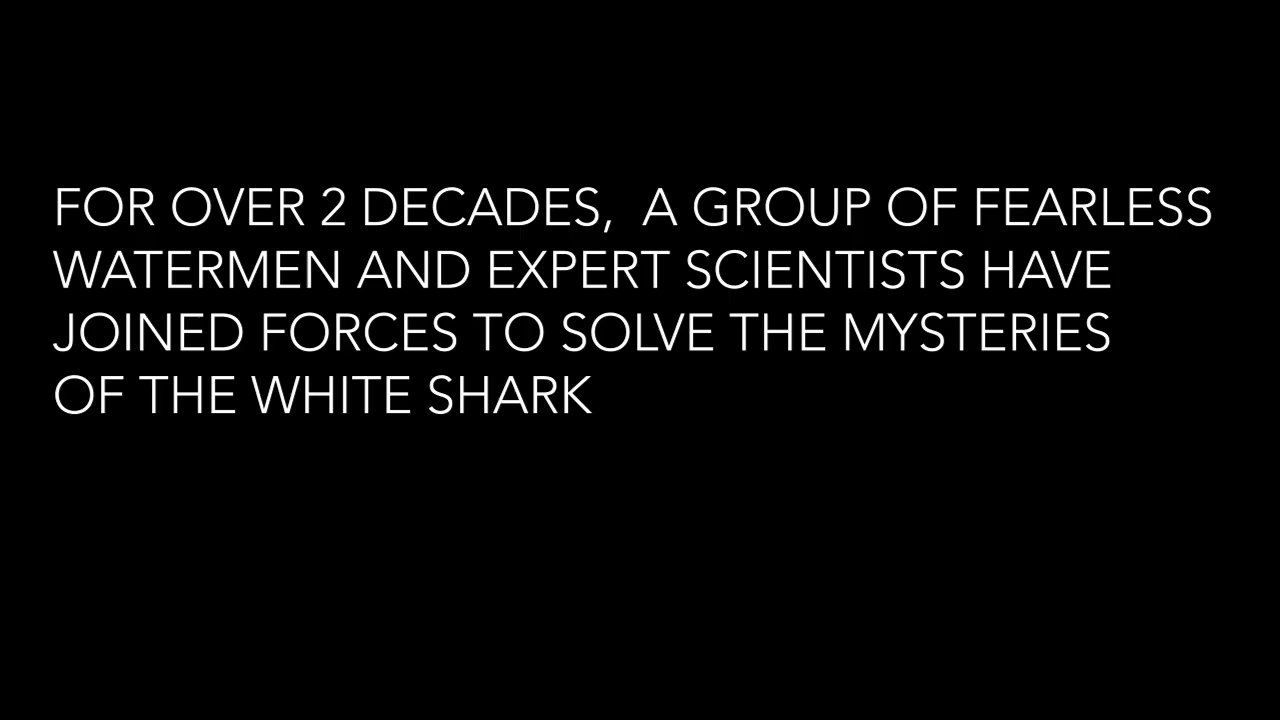 FOR OVER 2 DECADES,  A GROUP OF FEARLESS
WATERMEN AND EXPERT SCIENTISTS HAVE
JOINED FORCES TO SOLVE THE MYSTERIES
OF THE WHITE SHARK